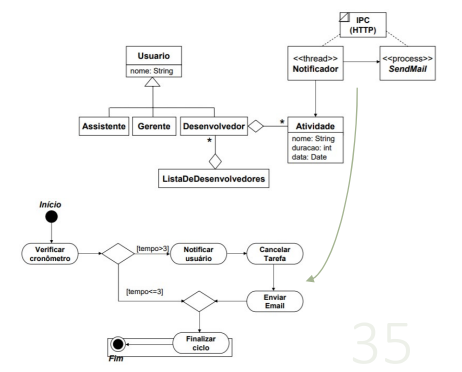 IPC
(HTTP)
Usuario
nome: String
<<thread>>
Notificador
<<process>>
SendMail
Assistente
Gerente
Desenvolvedor
*
Atividade
nome: String
duracao: int
data: Date
*
ListaDeDesenvolvedores
Início
Verificar
cronômetro
[tempo>3]
Notificar
usuário
Cancelar
Tarefa
[tempo<=3]
Enviar
Email
Finalizar
ciclo
Fim
35